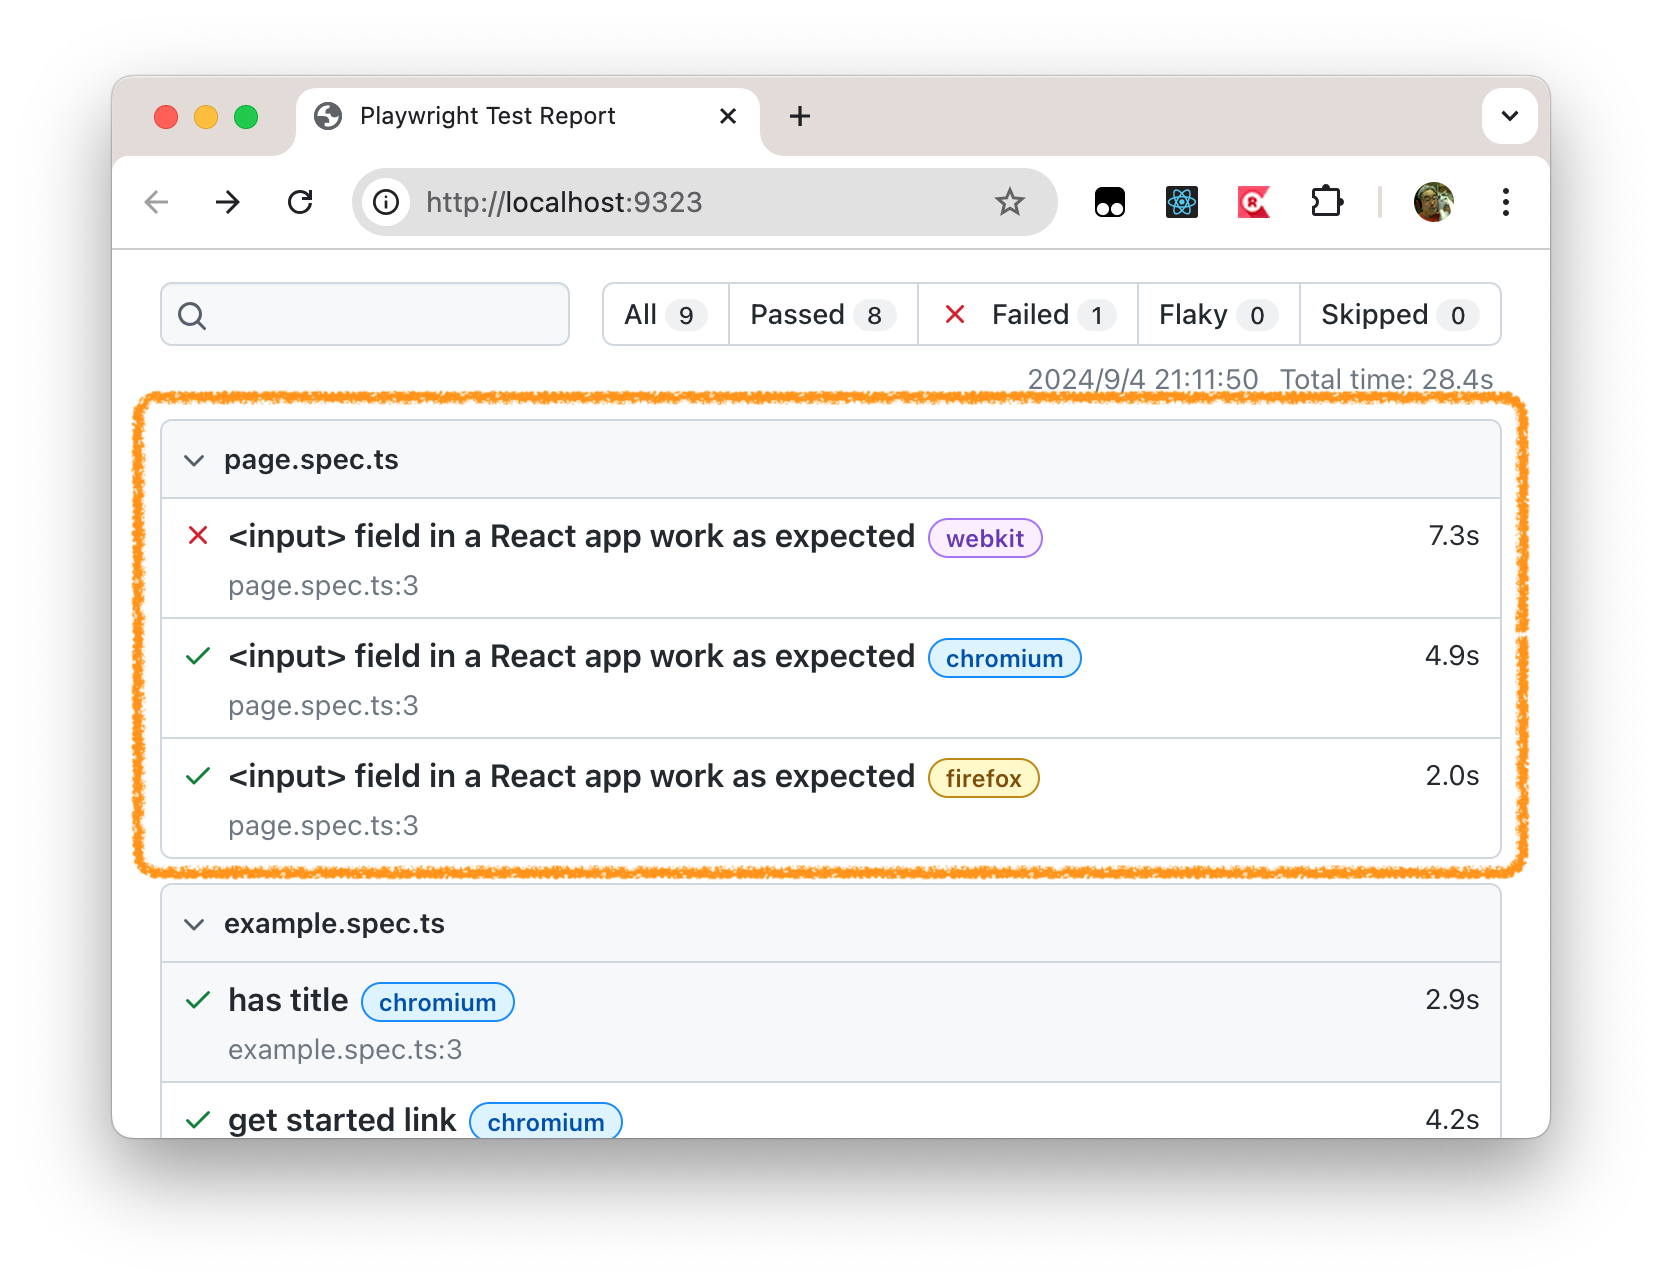 Playwright Test Report
http://localhost:9323
All 9 Passed 8 Failed 1 Flaky 0 Skipped 0
2024/9/4 21:11:50 Total time: 28.4s
page.spec.ts
<input> field in a React app work as expected webkit 7.3s
page.spec.ts:3
<input> field in a React app work as expected chromium 4.9s
page.spec.ts:3
<input> field in a React app work as expected firefox 2.0s
page.spec.ts:3
example.spec.ts
has title chromium 2.9s
example.spec.ts:3
get started link chromium 4.2s